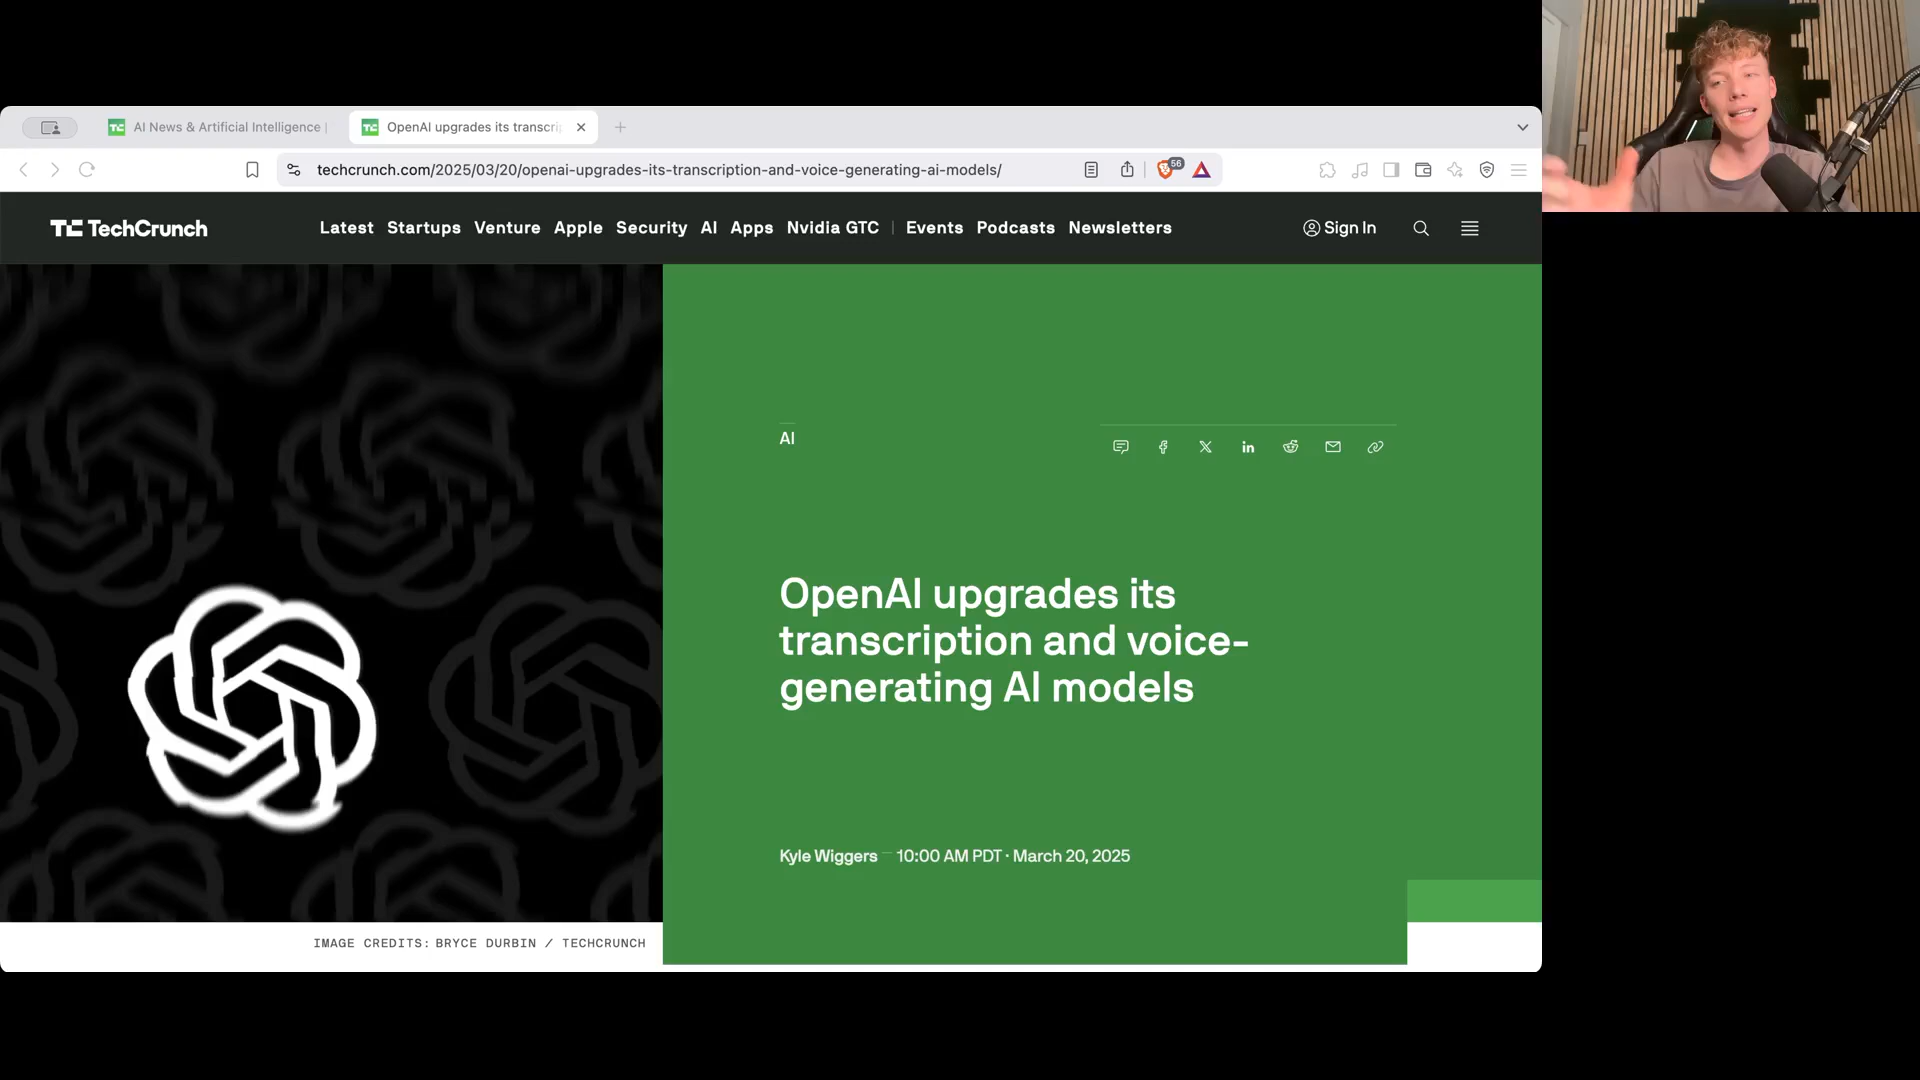 AI News & Artificial Intelligence |
OpenAI upgrades its transcri
techcrunch.com/2025/03/20/openai-upgrades-its-transcription-and-voice-generating-ai-models/
56
TechCrunch
Latest Startups Venture Apple Security AI Apps Nvidia GTC | Events Podcasts Newsletters
Sign In
AI
OpenAI upgrades its
transcription and voice-
generating AI models
Kyle Wiggers — 10:00 AM PDT · March 20, 2025
IMAGE CREDITS: BRYCE DURBIN / TECHCRUNCH